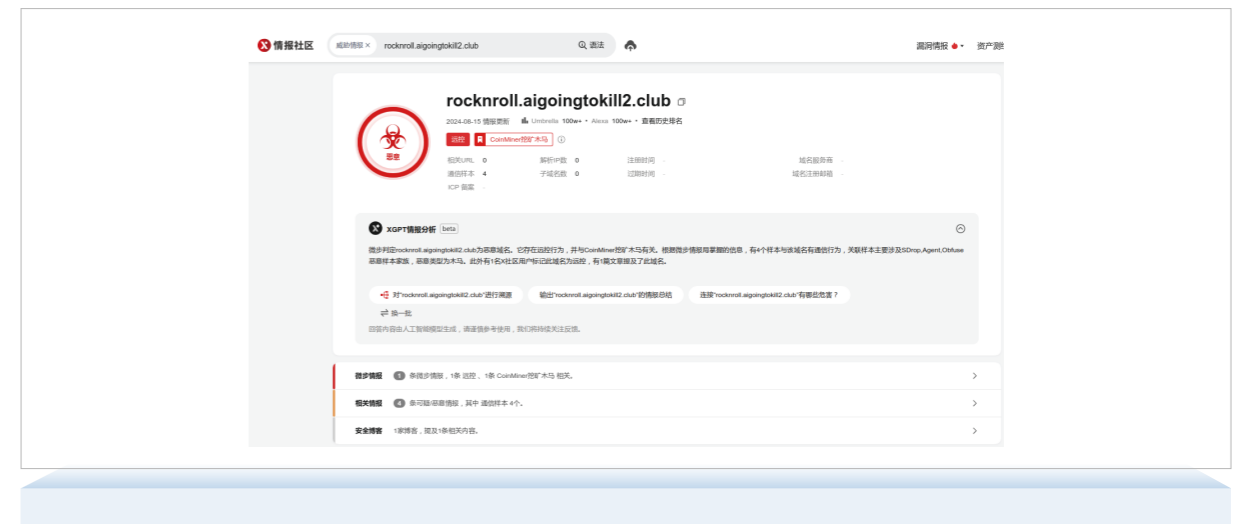 情报社区
威胁情报 × rocknroll.aigoingtokill2.club 语法
漏洞情报
rocknroll.aigoingtokill2.club
2024-08-15 情报更新 Umbrella 100w+ • Alexa 100w+ • 查看历史排名
恶意
远控 CoinMiner挖矿木马
相关URL 0 解析IP数 0 注册时间 - 域名服务商 -
通信样本 4 子域名数 0 过期时间 - 域名注册邮箱 -
ICP 备案 -
XGPT情报分析 beta
微步判定rocknroll.aigoingtokill2.club为恶意域名。它存在远控行为，并与CoinMiner挖矿木马有关。根据微步情报局掌握的信息，有4个样本与该域名有通信行为，关联样本主要涉及SDrop,Agent,Obfuse
恶意样本家族，恶意类型为木马。此外有1名X社区用户标记此域名为远控，有1篇文章提及了此域名。
对"rocknroll.aigoingtokill2.club"进行溯源 输出"rocknroll.aigoingtokill2.club"的情报总结 连接"rocknroll.aigoingtokill2.club"有哪些危害？
换一批
回答内容由人工智能模型生成，请谨慎参考使用，我们将持续关注反馈。
微步情报 1 条微步情报，1条 远控、1条 CoinMiner挖矿木马 相关。
相关情报 4 条可疑/恶意情报，其中 通信样本 4个。
安全博客 1家博客，提及1条相关内容。